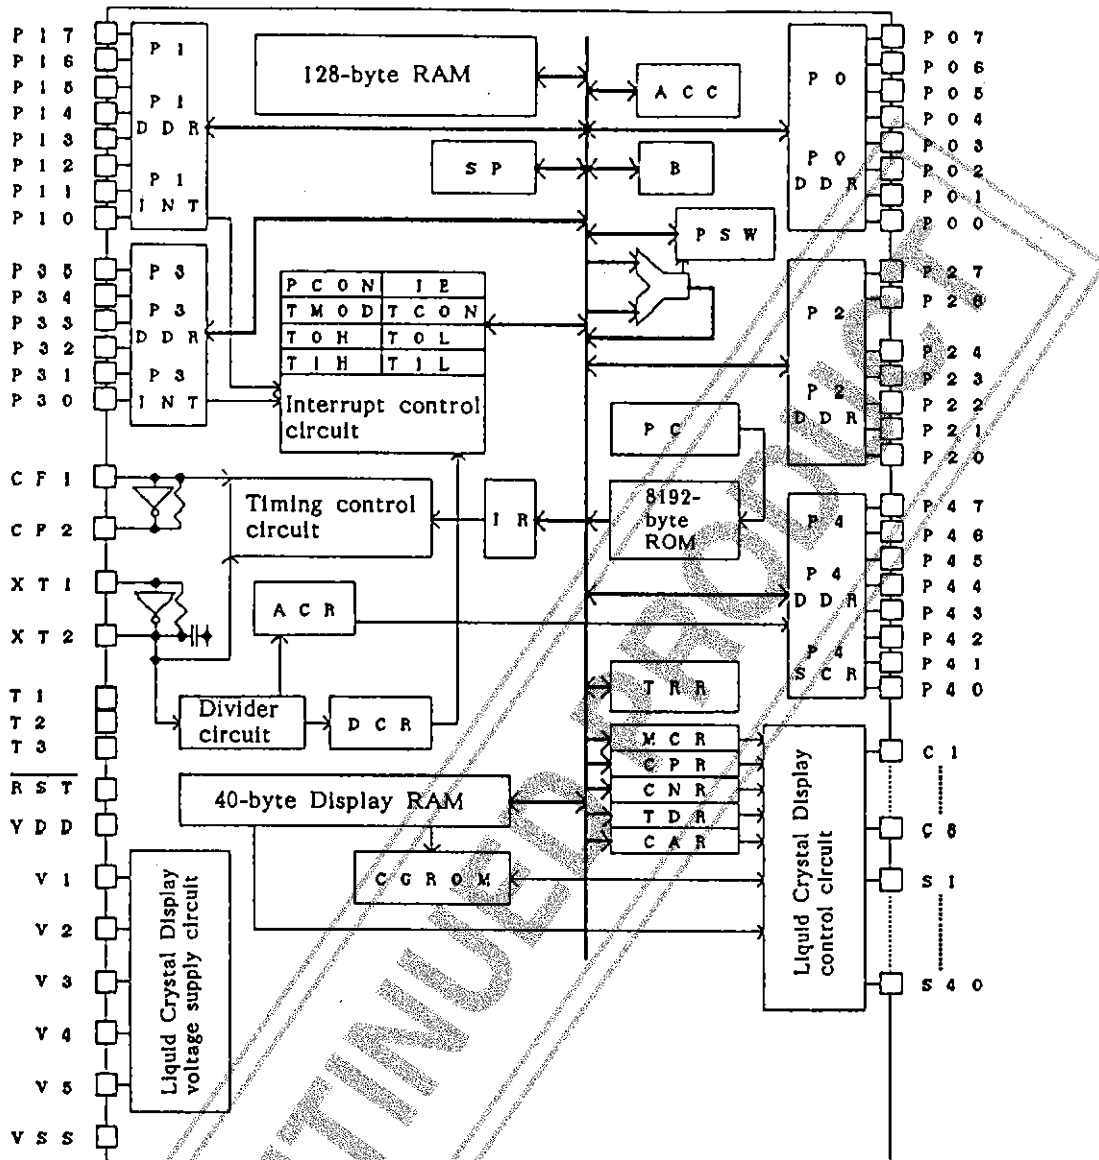 P17
P16
P15
P14
P13
P12
P11
P10
P1
P1
DDR
P1
INT
P35
P34
P33
P32
P31
P30
P3
P3
DDR
P3
INT
CF1
CF2
XT1
XT2
T1
T2
T3
RST
VDD
V1
V2
V3
V4
V5
VSS
128-byte RAM
SP
PCON IE
TMOD TCON
T0H T0L
T1H T1L
Interrupt control
circuit
Timing control
circuit
IR
ACR
Divider
circuit
DCR
40-byte Display RAM
CGROM
Liquid Crystal Display
voltage supply circuit
ACC
B
PSW
PC
8192-
byte
ROM
TRR
MCR
CPR
CNR
TDR
CAR
Liquid Crystal Display
control circuit
P0
P0
DDR
P2
P2
DDR
P4
P4
DDR
P4
SCR
P07
P06
P05
P04
P03
P02
P01
P00
P27
P26
P24
P23
P22
P21
P20
P47
P46
P45
P44
P43
P42
P41
P40
C1
C8
S1
S40
TINUED PRODUCT